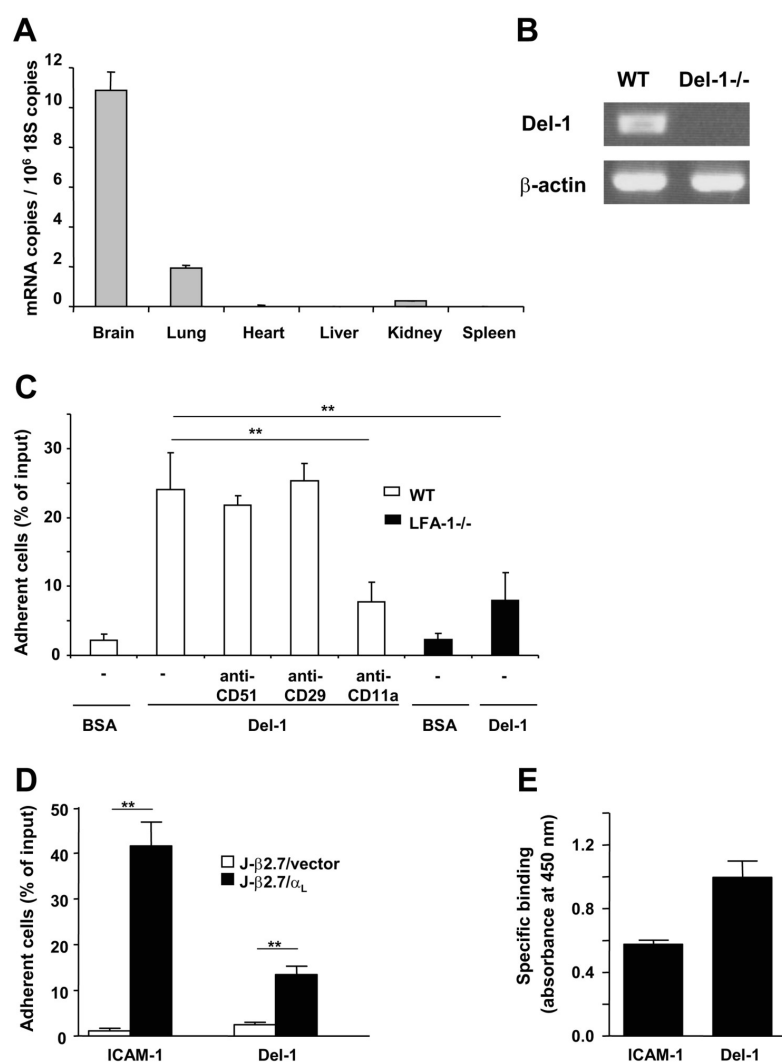 A
mRNA copies / 10⁶ 18S copies
12
10
8
6
4
2
0
Brain Lung Heart Liver Kidney Spleen
B
WT Del-1-/-
Del-1
β-actin
C
Adherent cells (% of input)
30
20
10
0
**
**
WT
LFA-1-/-
- - anti-CD51 anti-CD29 anti-CD11a - -
BSA Del-1 BSA Del-1
D
Adherent cells (% of input)
50
40
30
20
10
0
**
**
J-β2.7/vector
J-β2.7/αL
ICAM-1 Del-1
E
Specific binding
(absorbance at 450 nm)
1.2
0.8
0.4
0.0
ICAM-1 Del-1